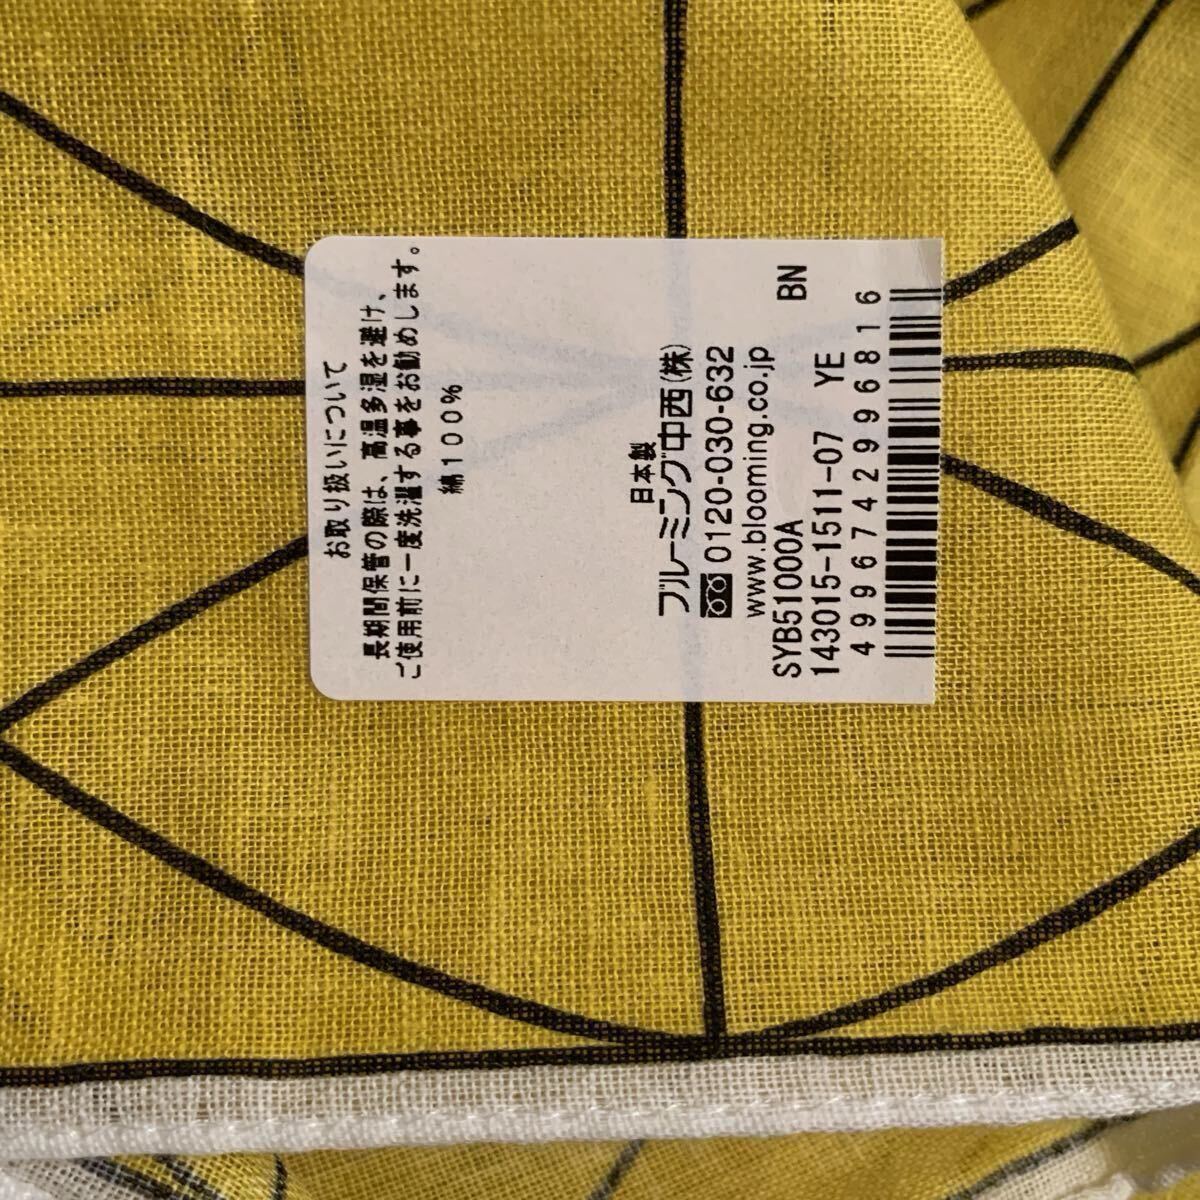 お取り扱いについて
長期間保管の際は、高温多湿を避け、
ご使用前に一度洗濯する事をお勧めします。
綿100%
日本製
ブルーミング中西(株)
0120-030-632
www.blooming.co.jp
SYB51000A BN
143015-1511-07 YE
4996742996816